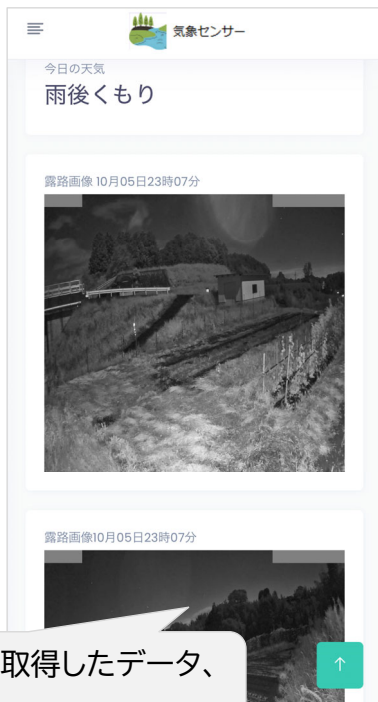 気象センサー
今日の天気
雨後くもり
露路画像 10月05日23時07分
露路画像10月05日23時07分
取得したデータ、